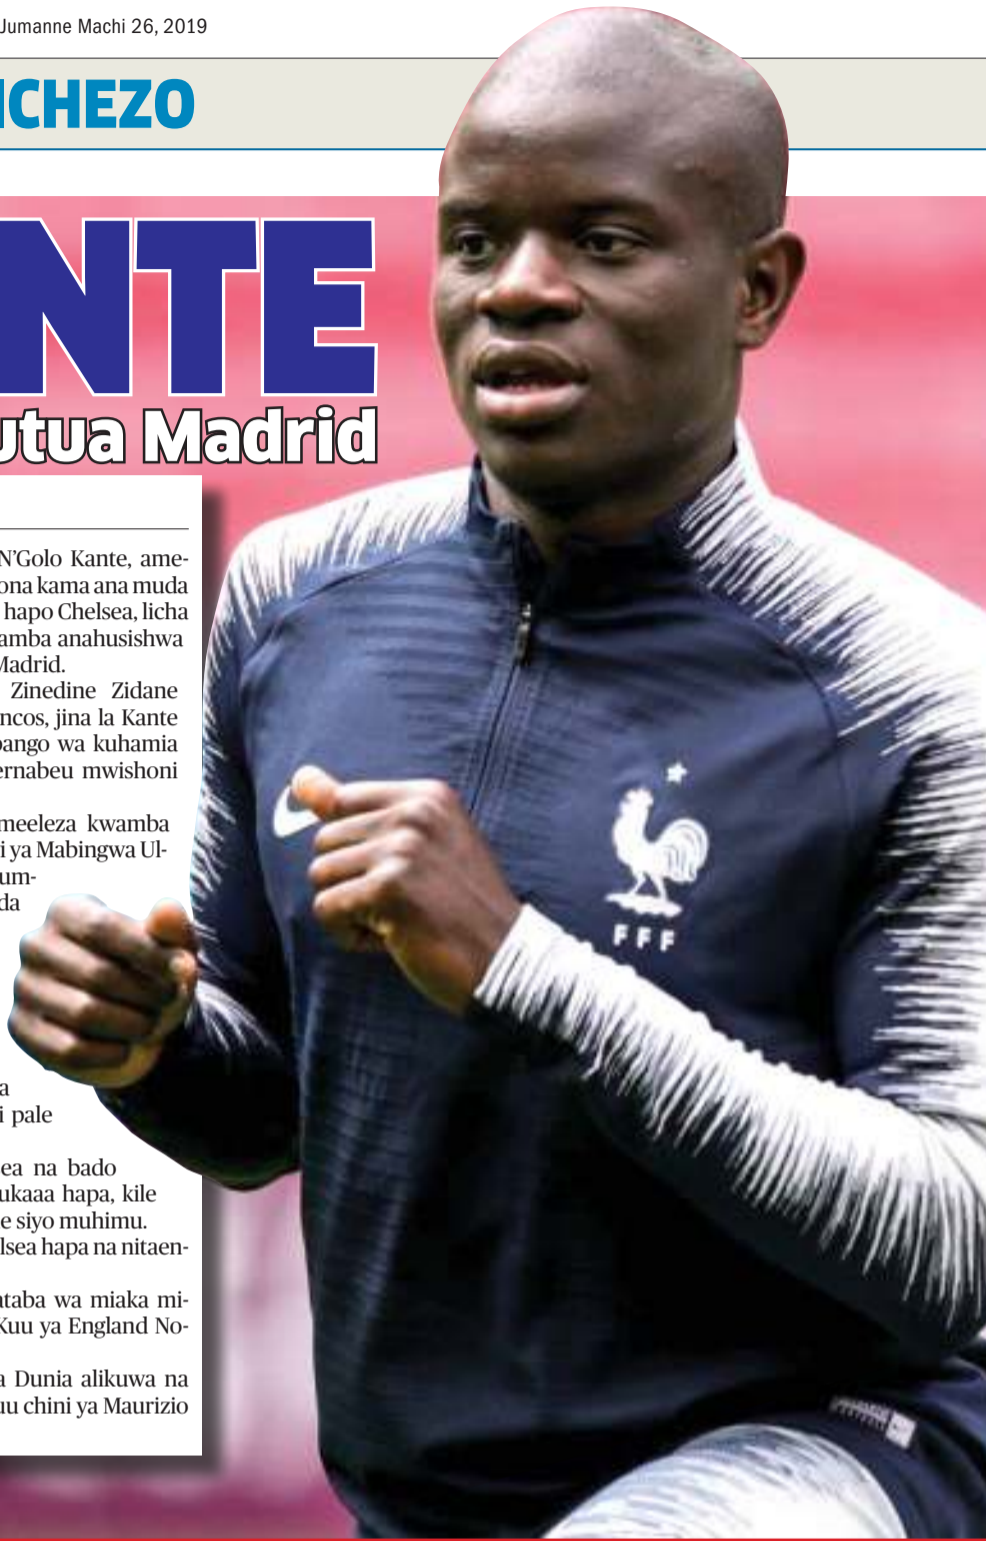 Jumanne Machi 26, 2019
ICHEZO
NTE
utua Madrid
N’Golo Kante, ame-
ona kama ana muda
hapo Chelsea, licha
amba anahusishwa
Madrid.
Zinedine Zidane
ncos, jina la Kante
pango wa kuhamia
ernabeu mwishoni
meeleza kwamba
i ya Mabingwa Ul-
um-
da
a
i pale
ea na bado
ukaaa hapa, kile
e siyo muhimu.
lsea hapa na nitaen-
ataba wa miaka mi-
Kuu ya England No-
a Dunia alikuwa na
uu chini ya Maurizio
FFF